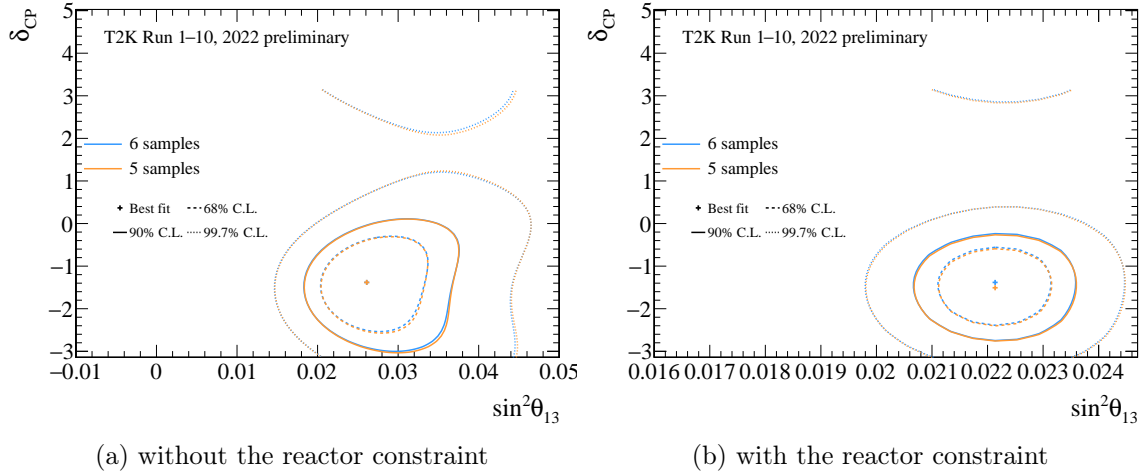 δCP
T2K Run 1–10, 2022 preliminary
5
4
3
2
1
0
−1
−2
−3
6 samples
5 samples
Best fit
68% C.L.
90% C.L.
99.7% C.L.
−0.01 0 0.01 0.02 0.03 0.04 0.05
sin²θ₁₃
(a) without the reactor constraint
δCP
T2K Run 1–10, 2022 preliminary
5
4
3
2
1
0
−1
−2
−3
6 samples
5 samples
Best fit
68% C.L.
90% C.L.
99.7% C.L.
0.016 0.017 0.018 0.019 0.02 0.021 0.022 0.023 0.024
sin²θ₁₃
(b) with the reactor constraint